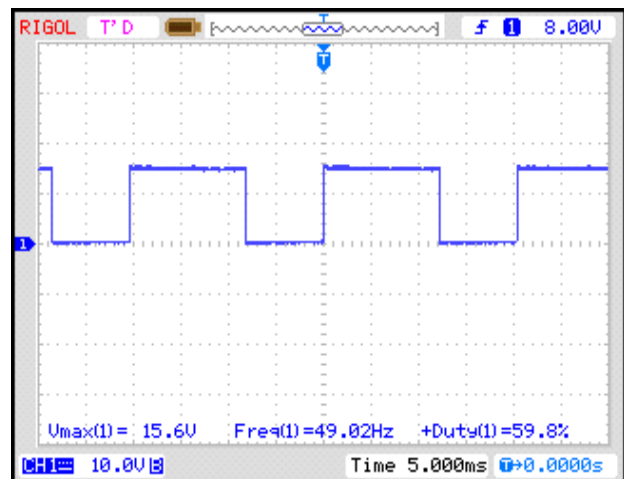 RIGOL T'D 1 8.00V
T
1
Vmax(1)= 15.6V Freq(1)=49.02Hz +Duty(1)=59.8%
CH1 10.0V B Time 5.000ms T→0.0000s